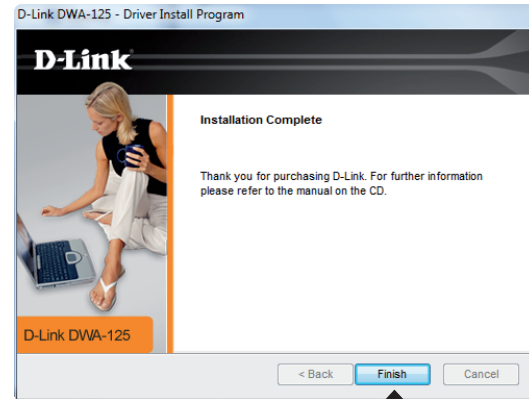 D-Link DWA-125 - Driver Install Program
D-Link
Installation Complete
Thank you for purchasing D-Link. For further information
please refer to the manual on the CD.
D-Link DWA-125
< Back
Finish
Cancel